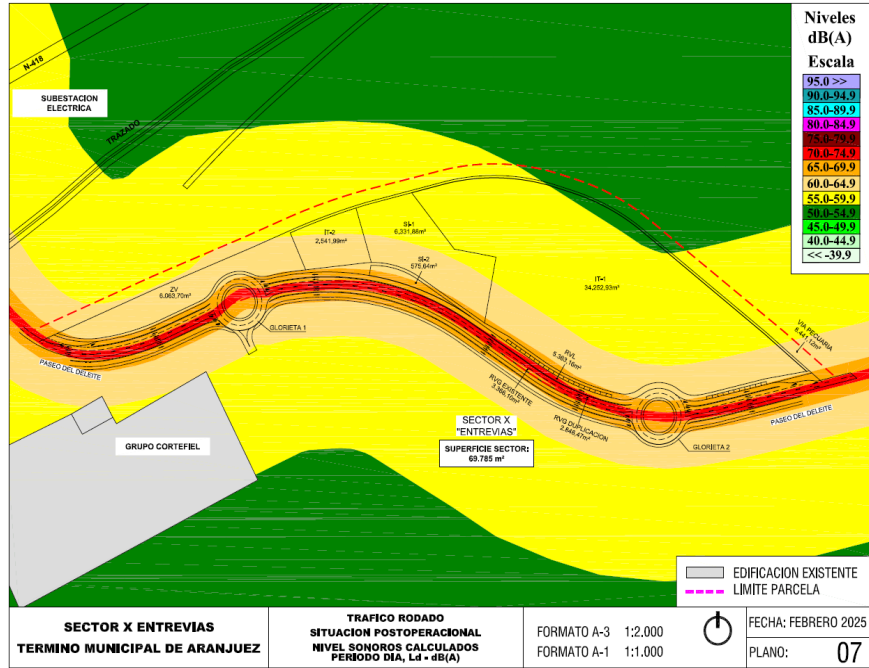 Niveles
dB(A)
Escala
95.0 >>
90.0-94.9
85.0-89.9
80.0-84.9
75.0-79.9
70.0-74.9
65.0-69.9
60.0-64.9
55.0-59.9
50.0-54.9
45.0-49.9
40.0-44.9
<< -39.9
N-418
SUBESTACION
ELECTRICA
TRAZADO
IT-2
2,541,99m²
SI-1
6,331,88m²
SI-2
575,64m²
IT-1
34,252,93m²
ZV
6.063,70m²
GLORIETA 1
PASEO DEL DELEITE
VIA PECUARIA
RVL
5.363,16m²
RVG EXISTENTE
RVG DUPLICACION
PASEO DEL DELEITE
GLORIETA 2
GRUPO CORTEFIEL
SECTOR X
"ENTREVIAS"
SUPERFICIE SECTOR:
69.785 m²
EDIFICACION EXISTENTE
LIMITE PARCELA
SECTOR X ENTREVIAS
TERMINO MUNICIPAL DE ARANJUEZ
TRAFICO RODADO
SITUACION POSTOPERACIONAL
NIVEL SONOROS CALCULADOS
PERIODO DIA, Ld - dB(A)
FORMATO A-3 1:2.000
FORMATO A-1 1:1.000
FECHA: FEBRERO 2025
PLANO: 07